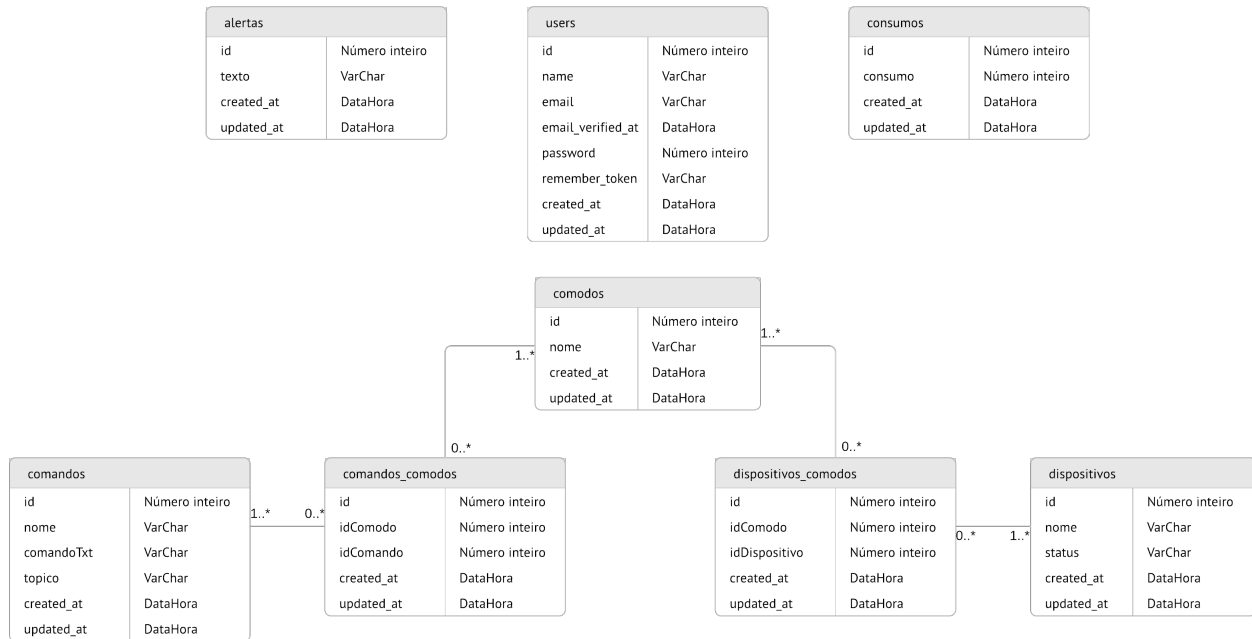 alertas
id Número inteiro
texto VarChar
created_at DataHora
updated_at DataHora
users
id Número inteiro
name VarChar
email VarChar
email_verified_at DataHora
password Número inteiro
remember_token VarChar
created_at DataHora
updated_at DataHora
consumos
id Número inteiro
consumo Número inteiro
created_at DataHora
updated_at DataHora
comodos
id Número inteiro
nome VarChar
created_at DataHora
updated_at DataHora
1..*
1..*
0..*
0..*
comandos
id Número inteiro
nome VarChar
comandoTxt VarChar
topico VarChar
created_at DataHora
updated_at DataHora
1..* 0..*
comandos_comodos
id Número inteiro
idComodo Número inteiro
idComando Número inteiro
created_at DataHora
updated_at DataHora
dispositivos_comodos
id Número inteiro
idComodo Número inteiro
idDispositivo Número inteiro
created_at DataHora
updated_at DataHora
0..* 1..*
dispositivos
id Número inteiro
nome VarChar
status VarChar
created_at DataHora
updated_at DataHora